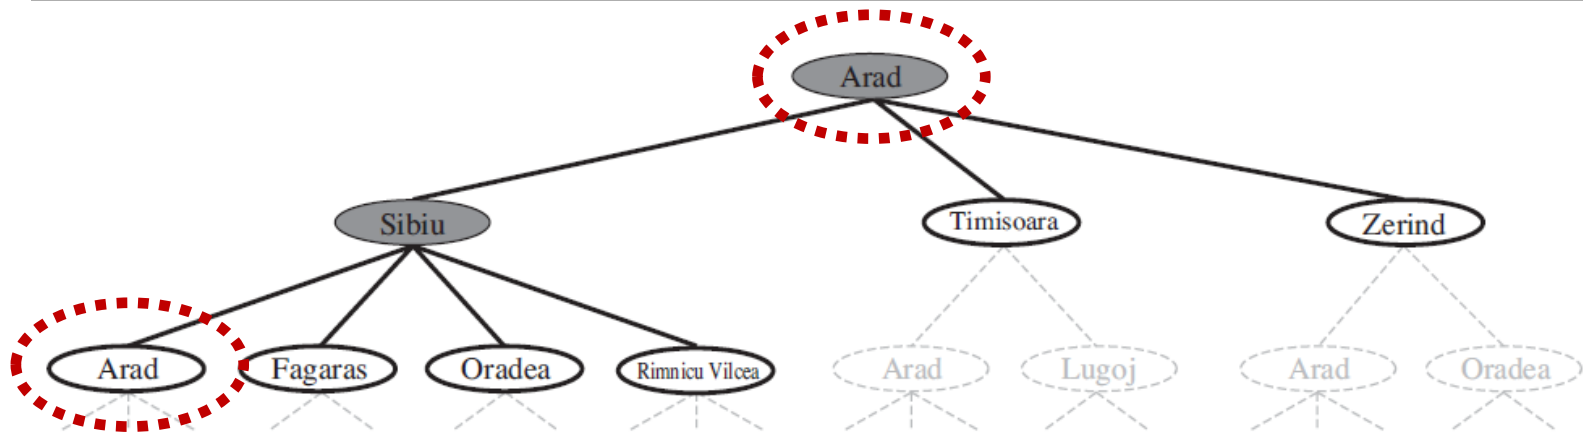 Arad
Sibiu
Timisoara
Zerind
Arad
Fagaras
Oradea
Rimnicu Vilcea
Arad
Lugoj
Arad
Oradea